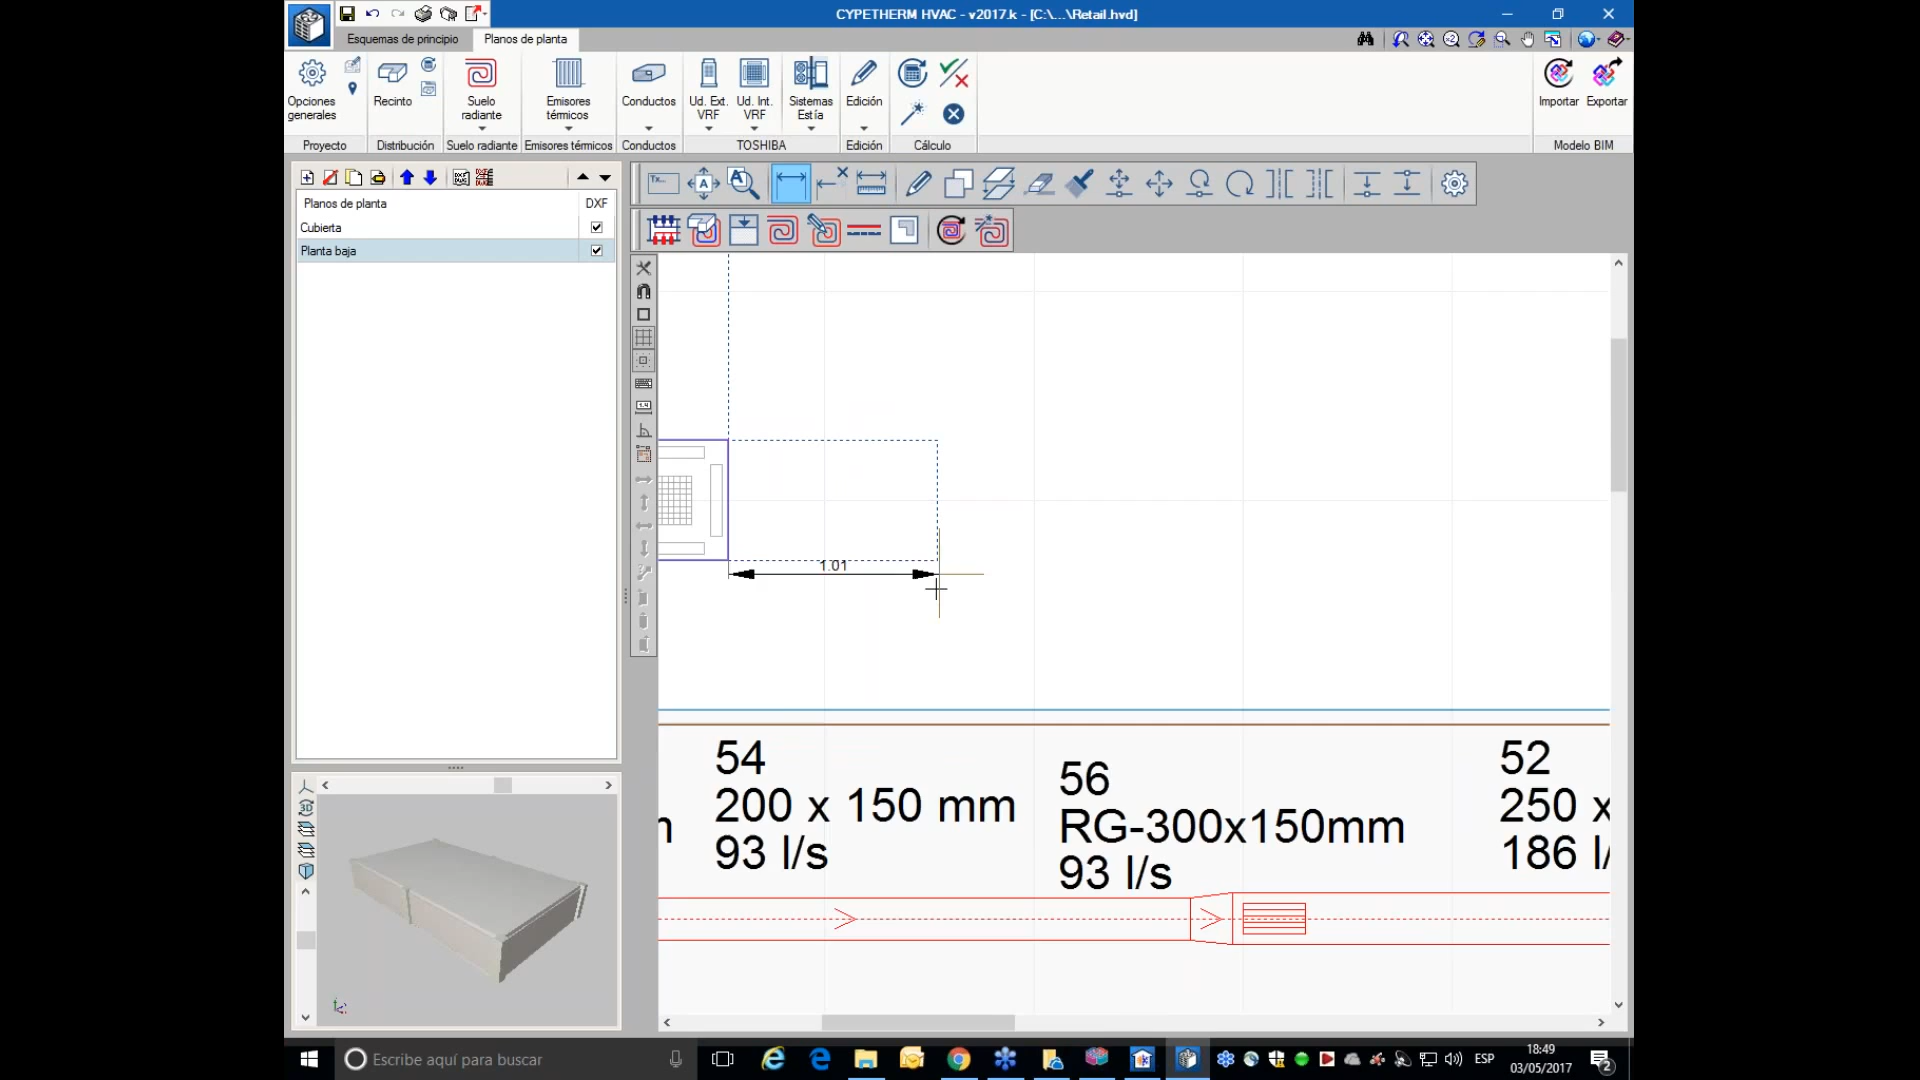 CYPETHERM HVAC - v2017.k - [C:\...\Retail.hvd]
Esquemas de principio
Planos de planta
Opciones
generales
Recinto
Suelo
radiante
Emisores
térmicos
Conductos
Ud. Ext.
VRF
Ud. Int.
VRF
Sistemas
Estía
Edición
Importar
Exportar
Proyecto
Distribución
Suelo radiante
Emisores térmicos
Conductos
TOSHIBA
Edición
Cálculo
Modelo BIM
Planos de planta
DXF
Cubierta
Planta baja
1.01
54
200 x 150 mm
93 l/s
56
RG-300x150mm
93 l/s
52
250 x
186 l/
3D
Escribe aquí para buscar
ESP
18:49
03/05/2017
2